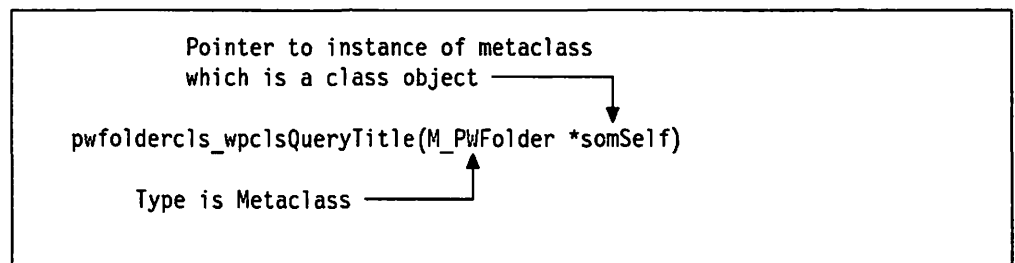 Pointer to instance of metaclass
which is a class object
pwfoldercls_wpclsQueryTitle(M_PWFolder *somSelf)
Type is Metaclass